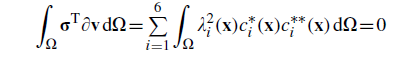 ∫_Ω σ^T ∂v dΩ = ∑_{i=1}^{6} ∫_Ω λ_i^2(x) c_i^*(x) c_i^{**}(x) dΩ = 0